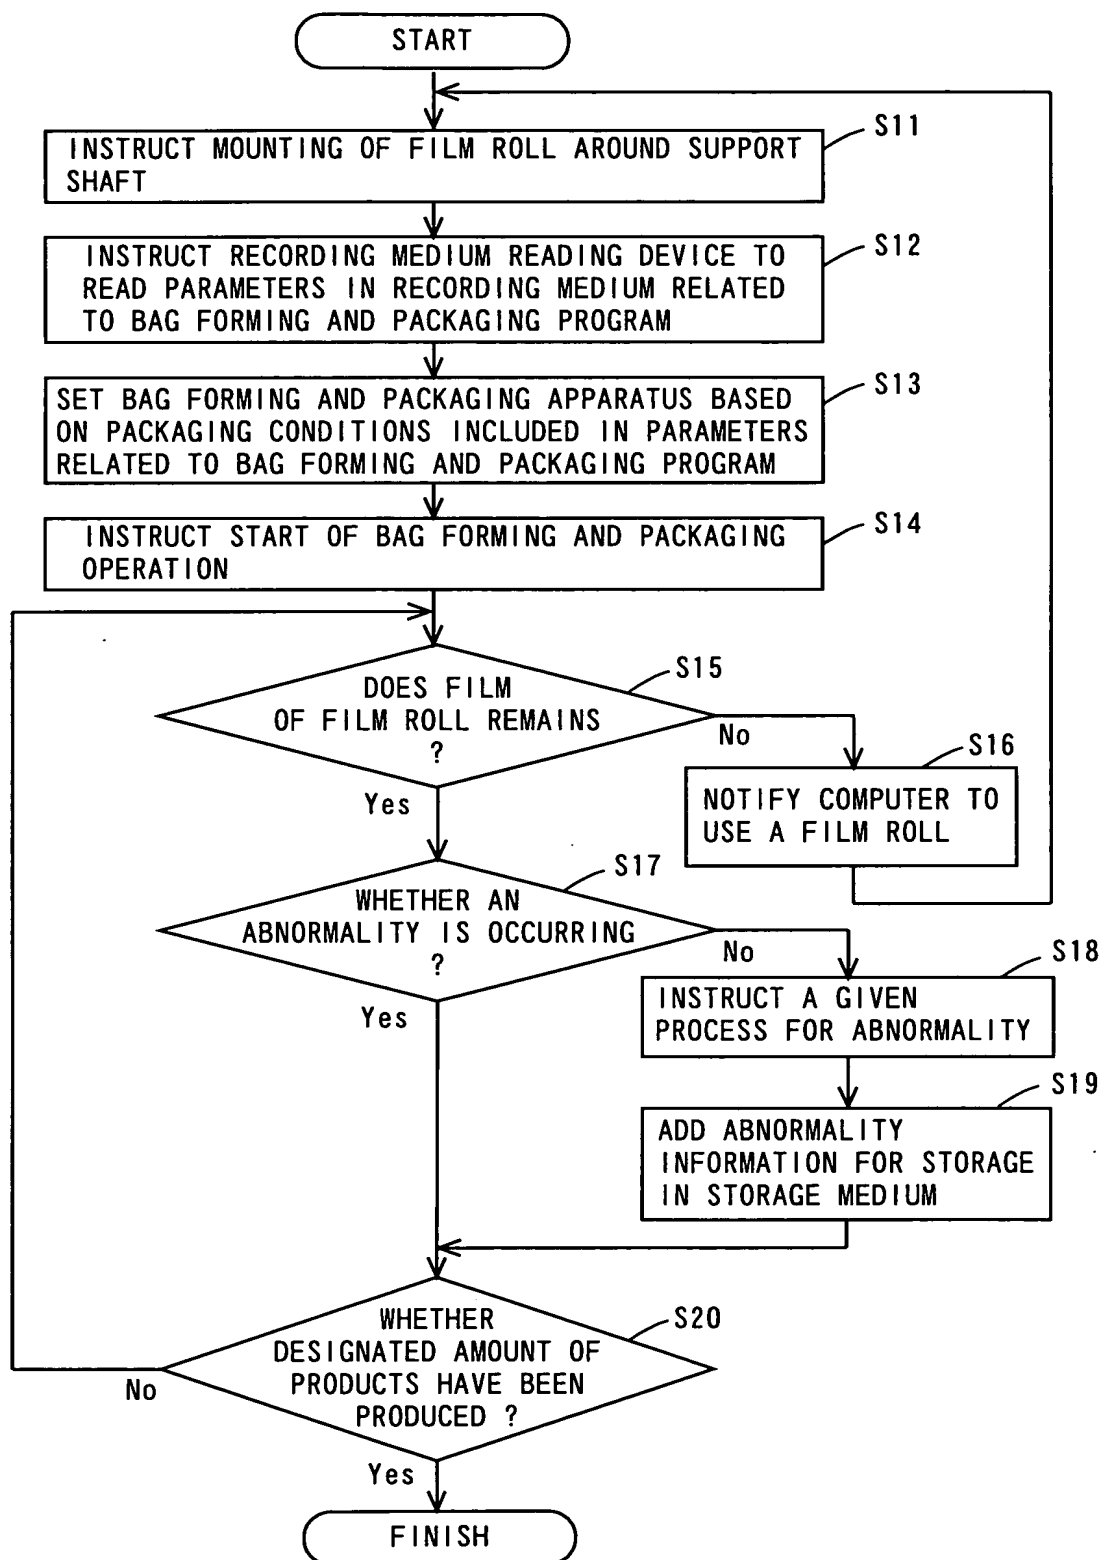 START
S11
INSTRUCT MOUNTING OF FILM ROLL AROUND SUPPORT
SHAFT
S12
INSTRUCT RECORDING MEDIUM READING DEVICE TO
READ PARAMETERS IN RECORDING MEDIUM RELATED
TO BAG FORMING AND PACKAGING PROGRAM
S13
SET BAG FORMING AND PACKAGING APPARATUS BASED
ON PACKAGING CONDITIONS INCLUDED IN PARAMETERS
RELATED TO BAG FORMING AND PACKAGING PROGRAM
S14
INSTRUCT START OF BAG FORMING AND PACKAGING
OPERATION
S15
DOES FILM
OF FILM ROLL REMAINS
?
No
Yes
S16
NOTIFY COMPUTER TO
USE A FILM ROLL
S17
WHETHER AN
ABNORMALITY IS OCCURRING
?
No
Yes
S18
INSTRUCT A GIVEN
PROCESS FOR ABNORMALITY
S19
ADD ABNORMALITY
INFORMATION FOR STORAGE
IN STORAGE MEDIUM
S20
WHETHER
DESIGNATED AMOUNT OF
PRODUCTS HAVE BEEN
PRODUCED ?
No
Yes
FINISH